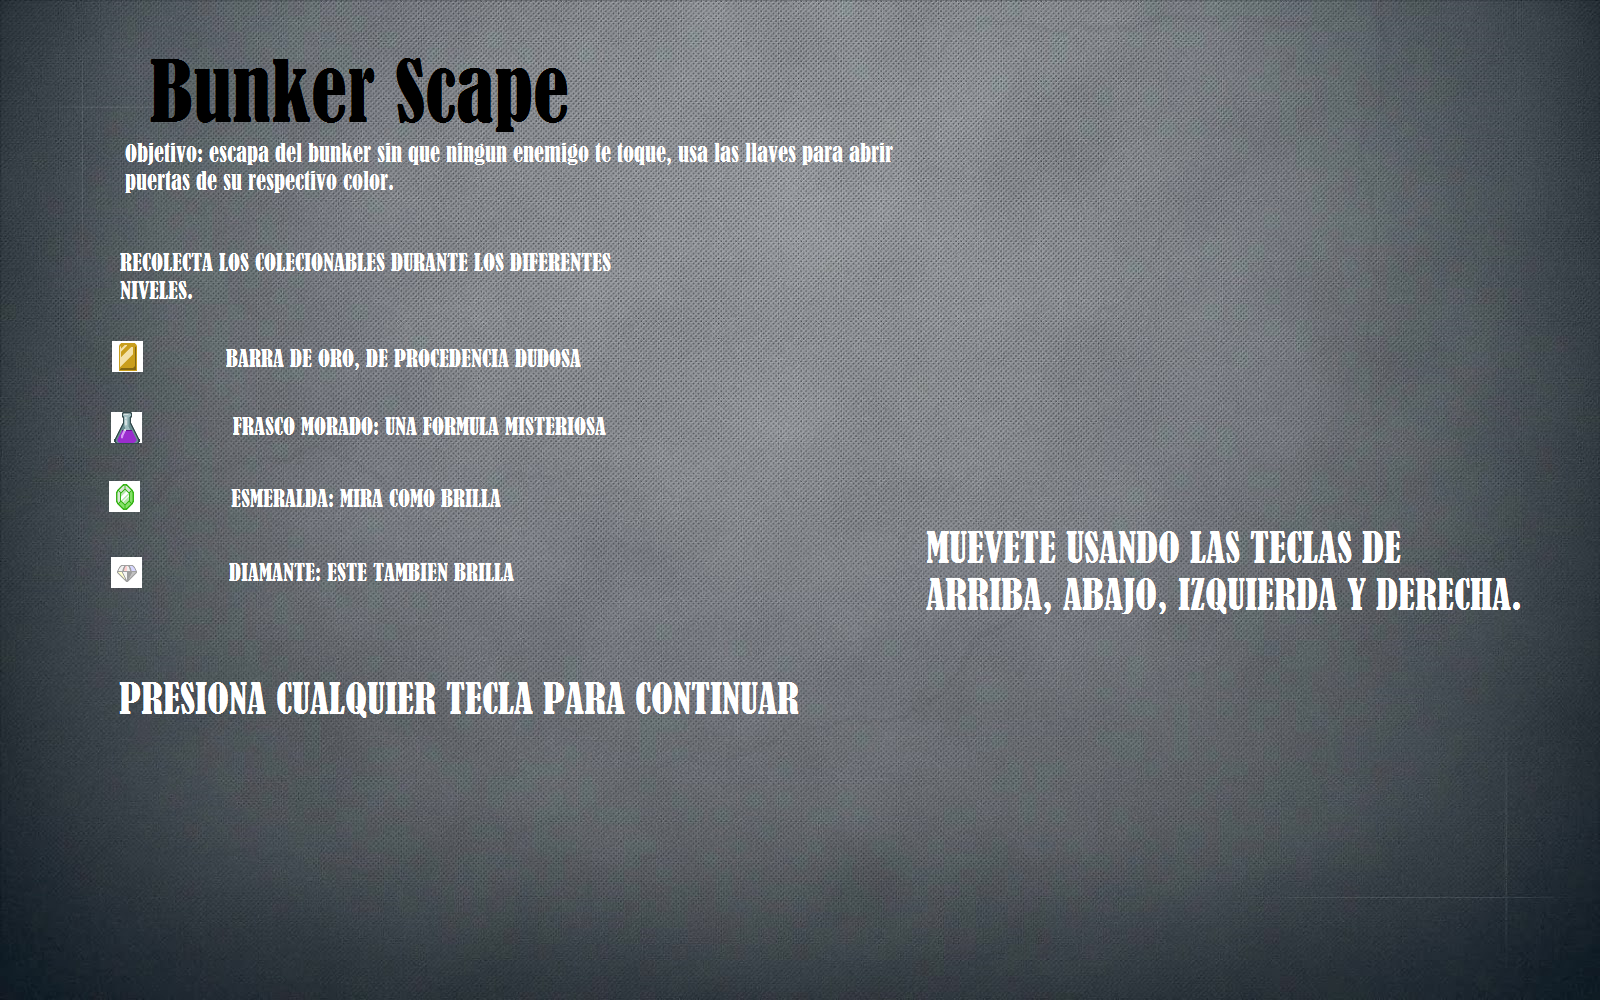 Bunker Scape
Objetivo: escapa del bunker sin que ningun enemigo te toque, usa las llaves para abrir
puertas de su respectivo color.
RECOLECTA LOS COLECIONABLES DURANTE LOS DIFERENTES
NIVELES.
BARRA DE ORO, DE PROCEDENCIA DUDOSA
FRASCO MORADO: UNA FORMULA MISTERIOSA
ESMERALDA: MIRA COMO BRILLA
DIAMANTE: ESTE TAMBIEN BRILLA
MUEVETE USANDO LAS TECLAS DE
ARRIBA, ABAJO, IZQUIERDA Y DERECHA.
PRESIONA CUALQUIER TECLA PARA CONTINUAR